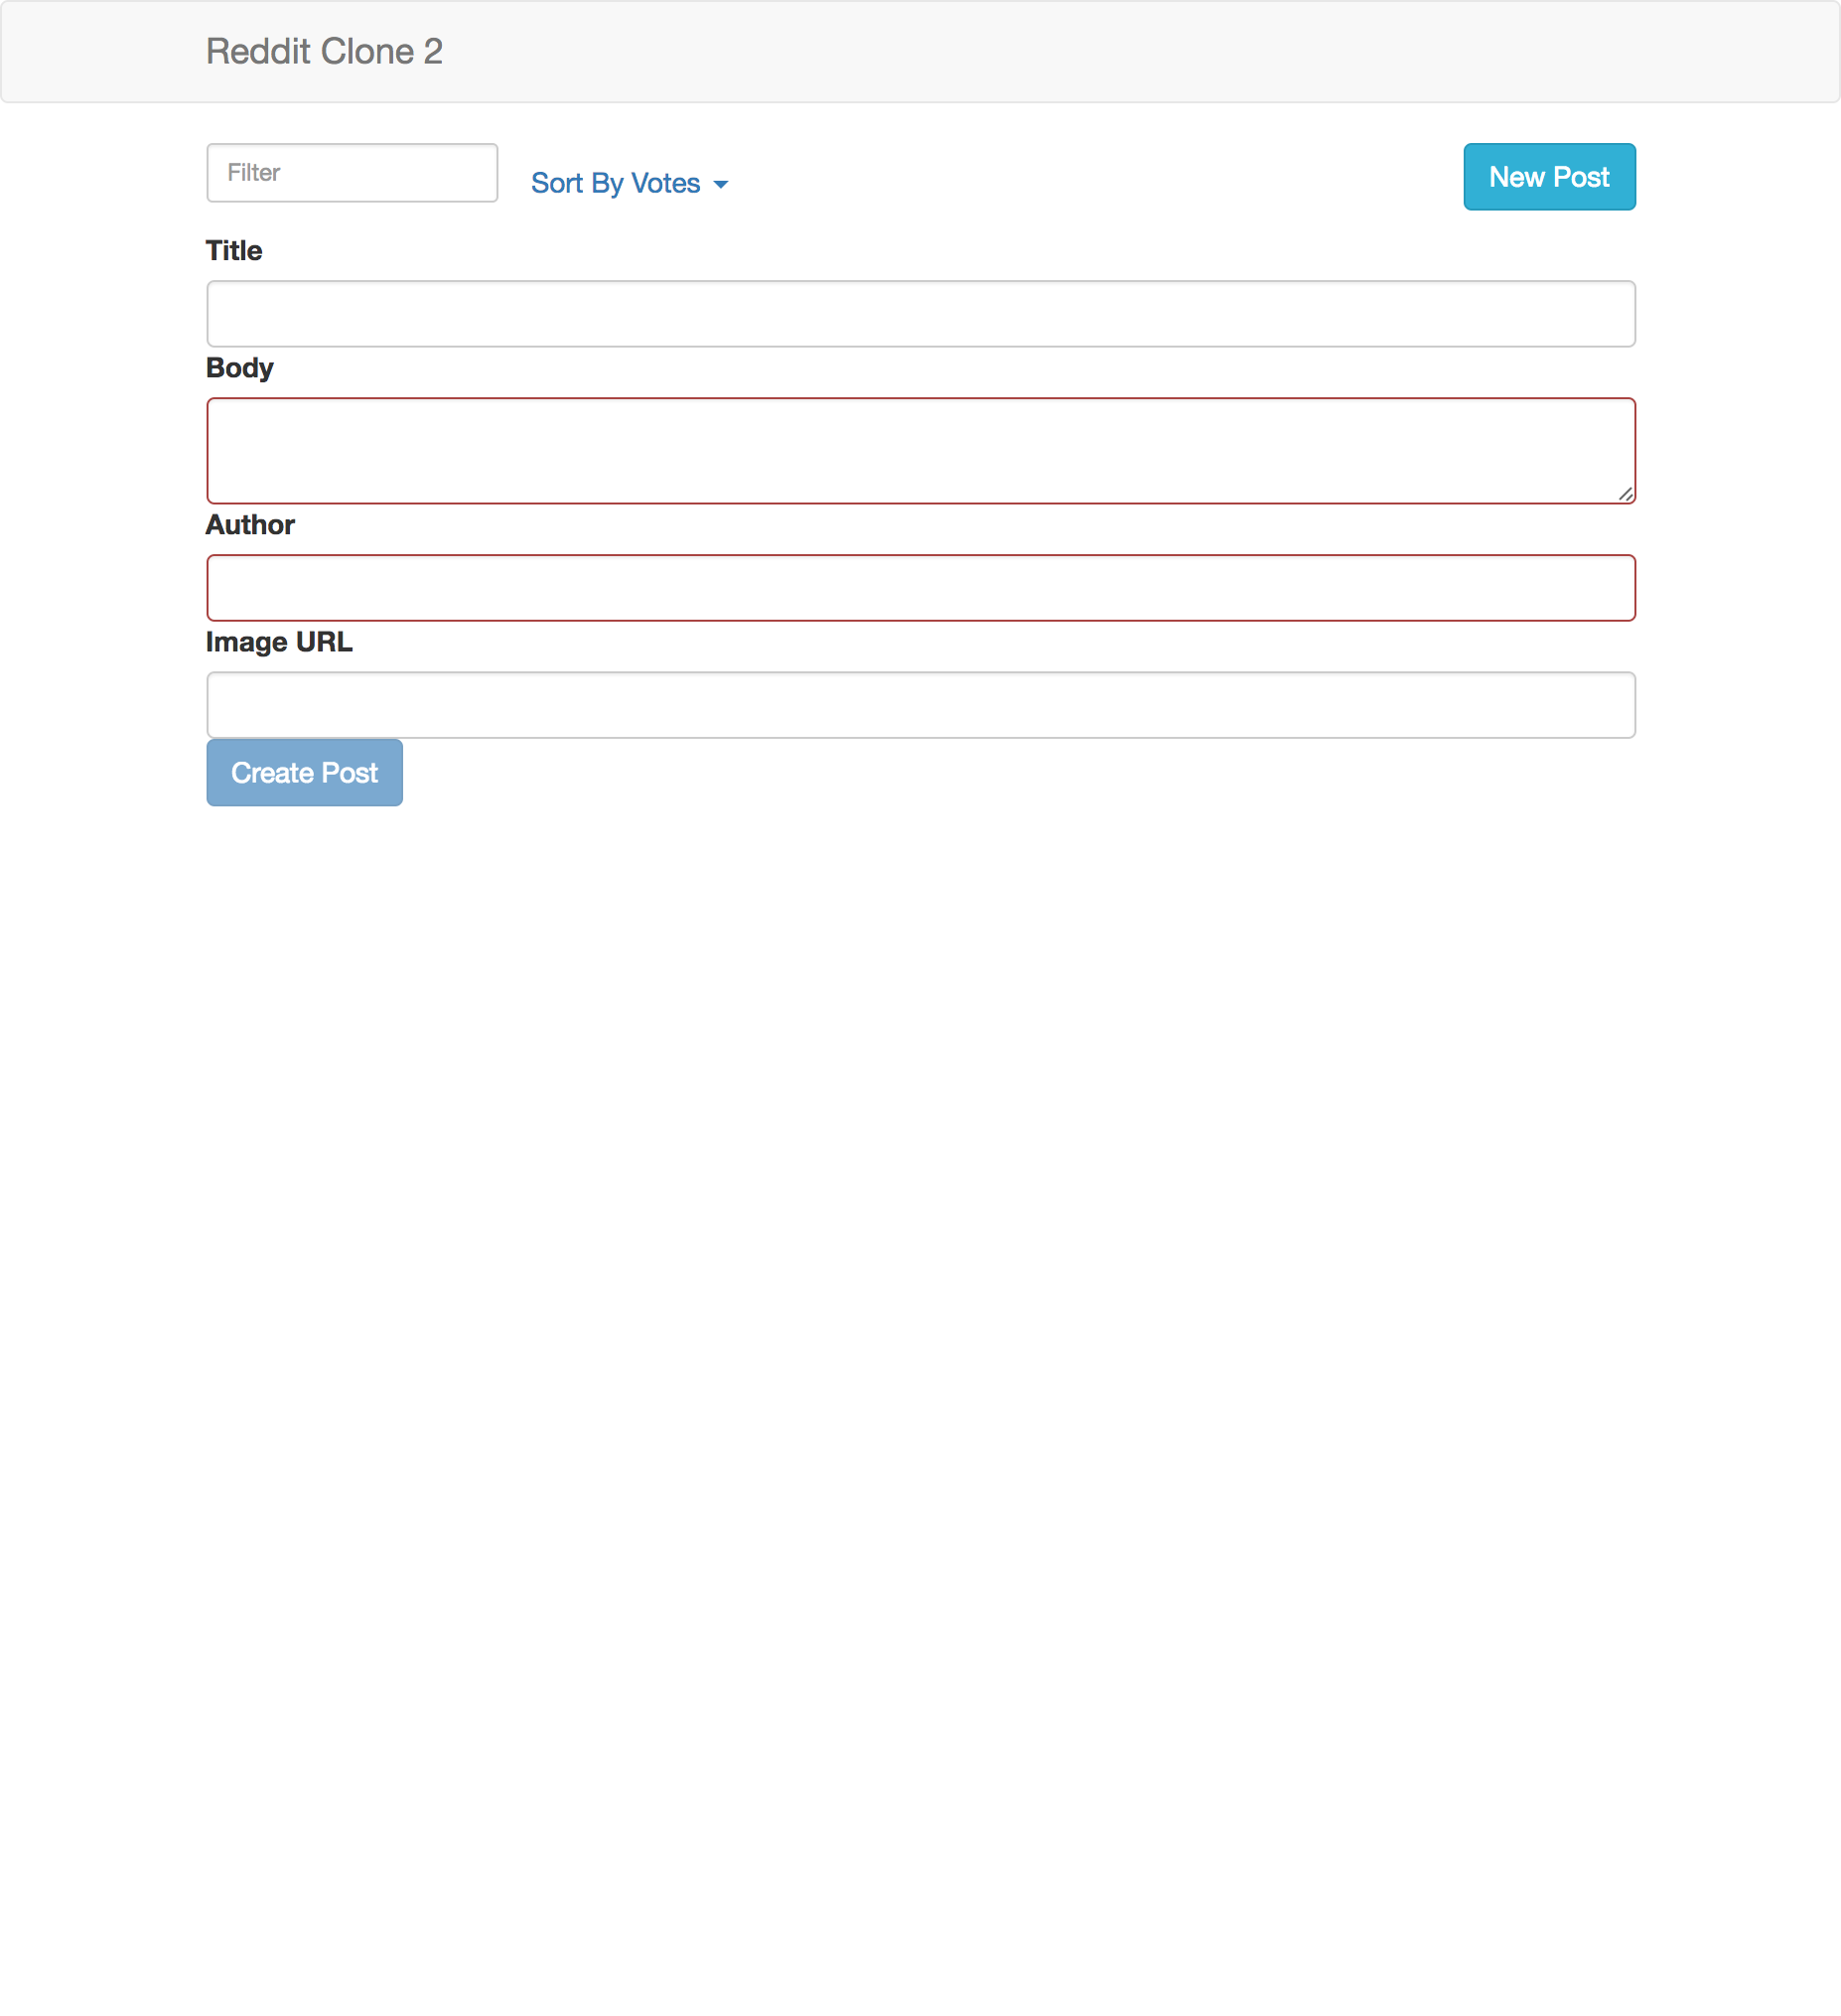 Reddit Clone 2
Filter
Sort By Votes
New Post
Title
Body
Author
Image URL
Create Post